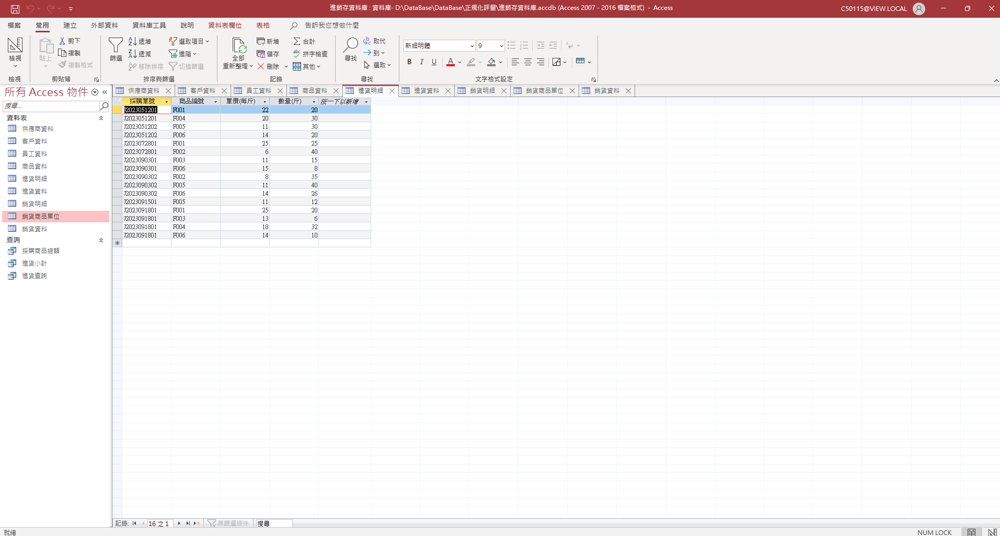 進銷存資料庫 : 資料庫- D:\DataBase\DataBase\正規化評量\進銷存資料庫.accdb (Access 2007 - 2016 檔案格式) - Access
C50115@VIEW.LOCAL
檔案 常用 建立 外部資料 資料庫工具 說明 資料表欄位 表格 告訴我您想做什麼
檢視
檢視
貼上
剪下
複製
複製格式
剪貼簿
篩選
遞增
遞減
移除排序
選取項目
進階
切換篩選
排序與篩選
全部
重新整理
新增
儲存
刪除
合計
拼字檢查
其他
記錄
尋找
取代
到
選取
尋找
新細明體 9
B I U A
文字格式設定
所有 Access 物件
搜尋...
資料表
供應商資料
客戶資料
員工資料
商品資料
進貨明細
進貨資料
銷貨明細
銷貨商品單位
銷貨資料
查詢
採購商品總額
進貨小計
進貨查詢
供應商資料 客戶資料 員工資料 商品資料 進貨明細 進貨資料 銷貨明細 銷貨商品單位 銷貨資料
採購單號 商品編號 單價(每斤) 數量(斤) 按一下以新增
J2023051201 F001 22 20
J2023051201 F004 20 30
J2023051202 F005 11 30
J2023051202 F006 14 20
J2023072801 F001 25 25
J2023072801 F002 6 40
J2023090301 F003 11 15
J2023090301 F006 15 8
J2023090302 F002 8 35
J2023090302 F005 11 40
J2023090302 F006 14 26
J2023091501 F005 11 12
J2023091801 F001 25 20
J2023091801 F003 13 6
J2023091801 F004 18 32
J2023091801 F006 14 10
記錄: 16 之 1 無篩選條件 搜尋
就緒
NUM LOCK